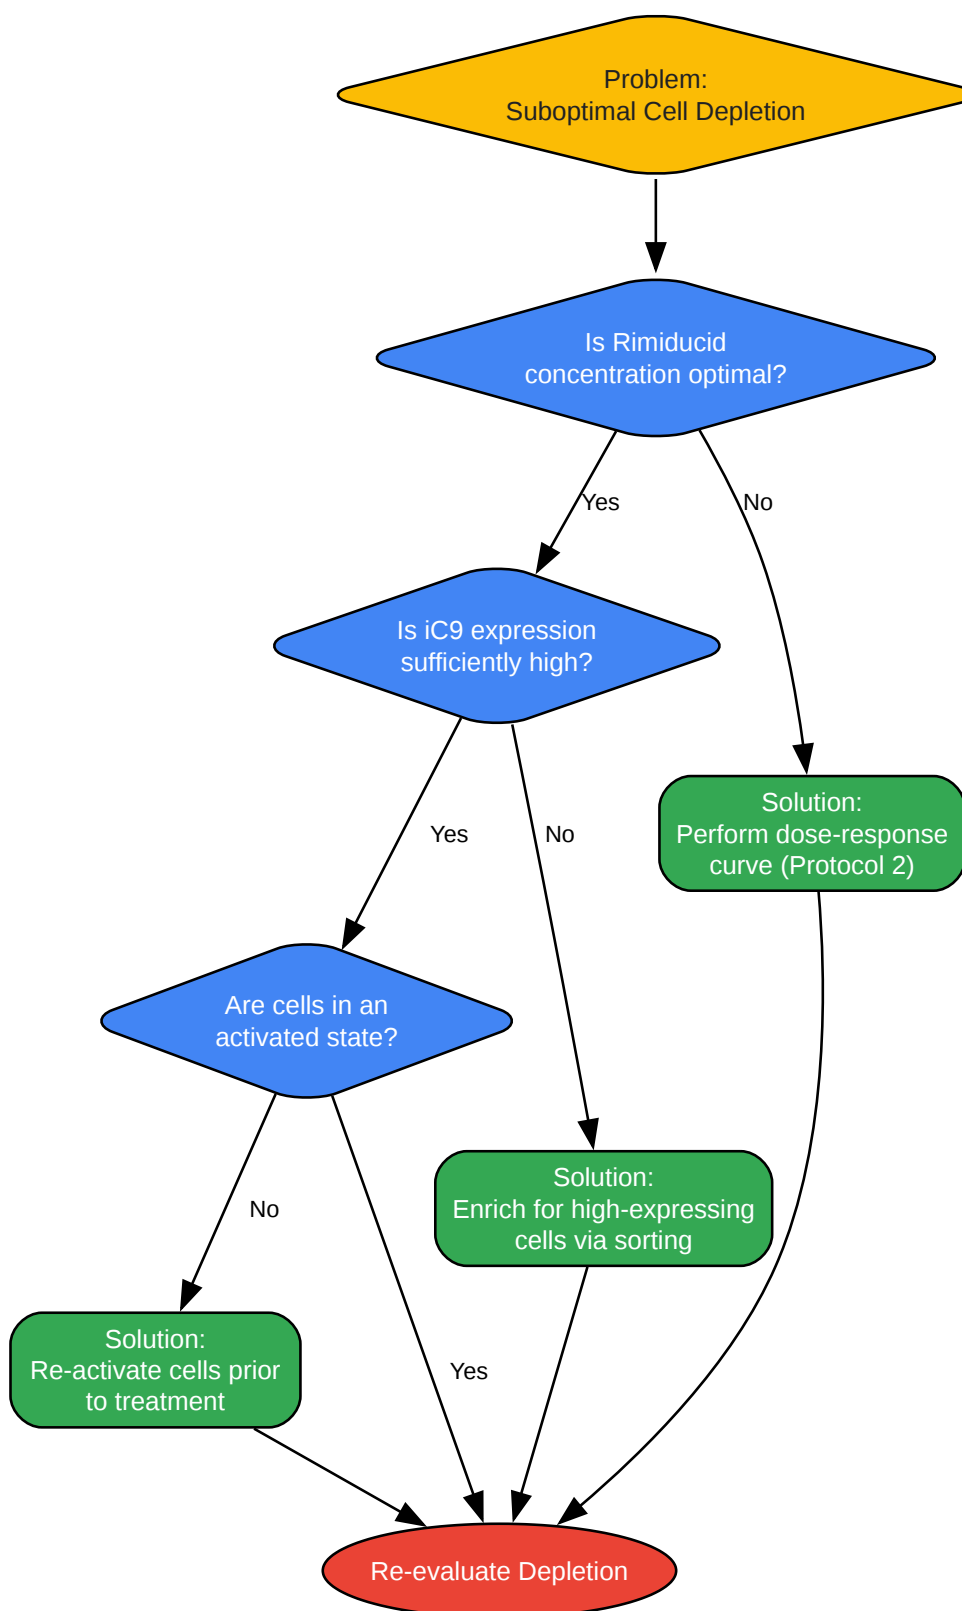 Problem:
Suboptimal Cell Depletion
Is Rimiducid
concentration optimal?
Yes
No
Is iC9 expression
sufficiently high?
Solution:
Perform dose-response
curve (Protocol 2)
Yes
No
Are cells in an
activated state?
Solution:
Enrich for high-expressing
cells via sorting
No
Solution:
Re-activate cells prior
to treatment
Yes
Re-evaluate Depletion